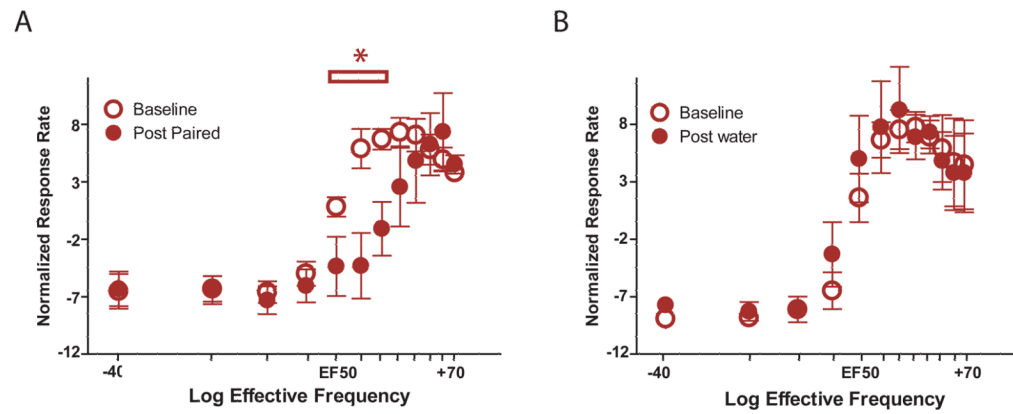 A
B
*
Normalized Response Rate
8
3
-2
-7
-12
Baseline
Post Paired
-40
EF50
+70
Log Effective Frequency
Normalized Response Rate
8
3
-2
-7
-12
Baseline
Post water
-40
EF50
+70
Log Effective Frequency